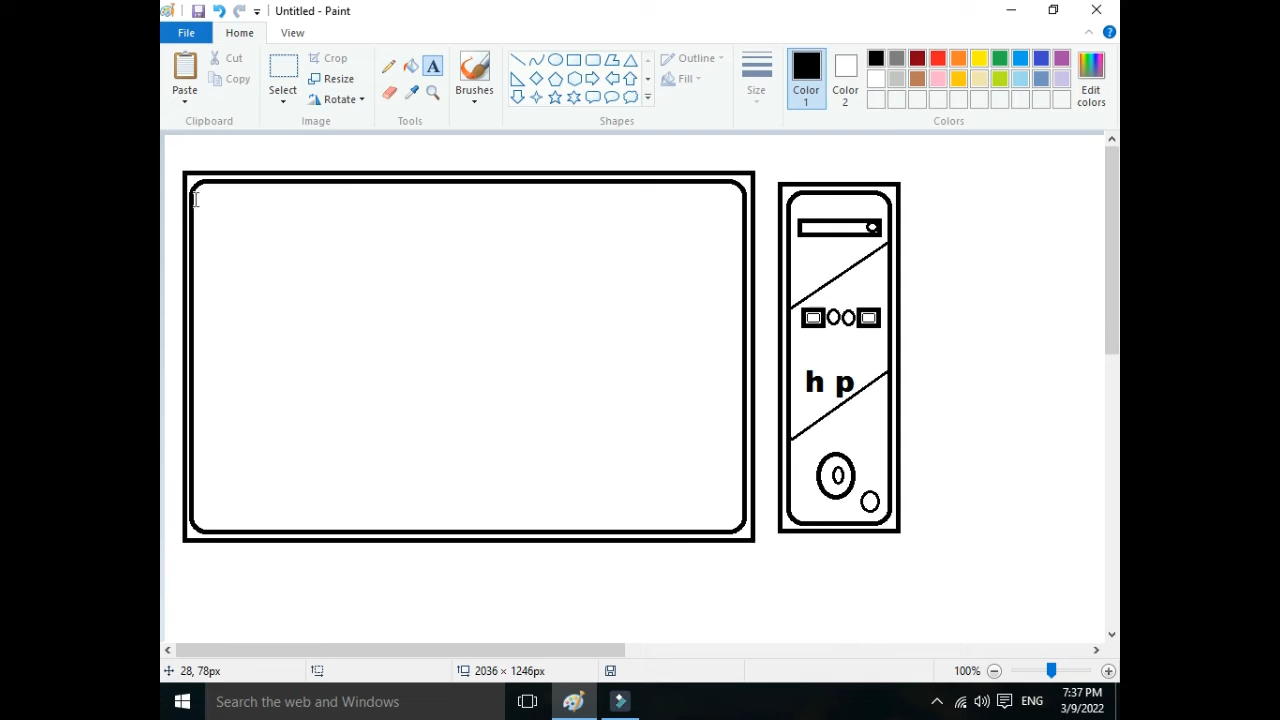 Untitled - Paint
File Home View
Paste
Cut
Copy
Clipboard
Select
Crop
Resize
Rotate
Image
A
Tools
Brushes
Outline
Fill
Shapes
Size
Color 1
Color 2
Edit colors
Colors
h p
28, 78px
2036 × 1246px
100%
Search the web and Windows
ENG
7:37 PM
3/9/2022